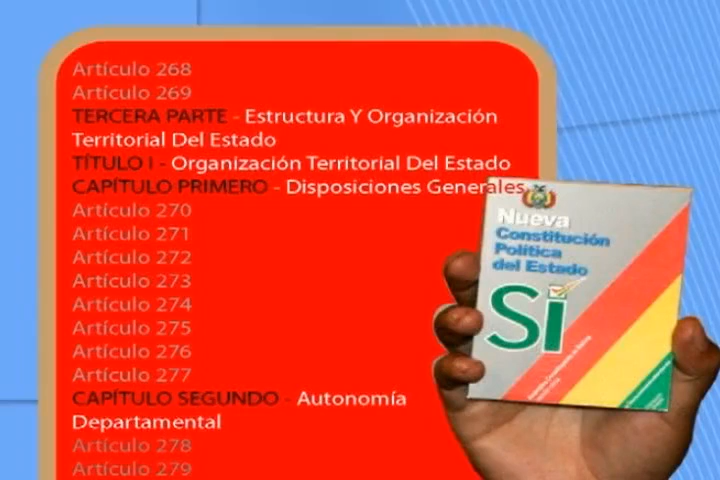 Artículo 268
Artículo 269
TERCERA PARTE - Estructura Y Organización
Territorial Del Estado
TÍTULO I - Organización Territorial Del Estado
CAPÍTULO PRIMERO - Disposiciones Generales
Artículo 270
Artículo 271
Artículo 272
Artículo 273
Artículo 274
Artículo 275
Artículo 276
Artículo 277
CAPÍTULO SEGUNDO - Autonomía
Departamental
Artículo 278
Artículo 279
Nueva
Constitución
Política
del Estado
Sí